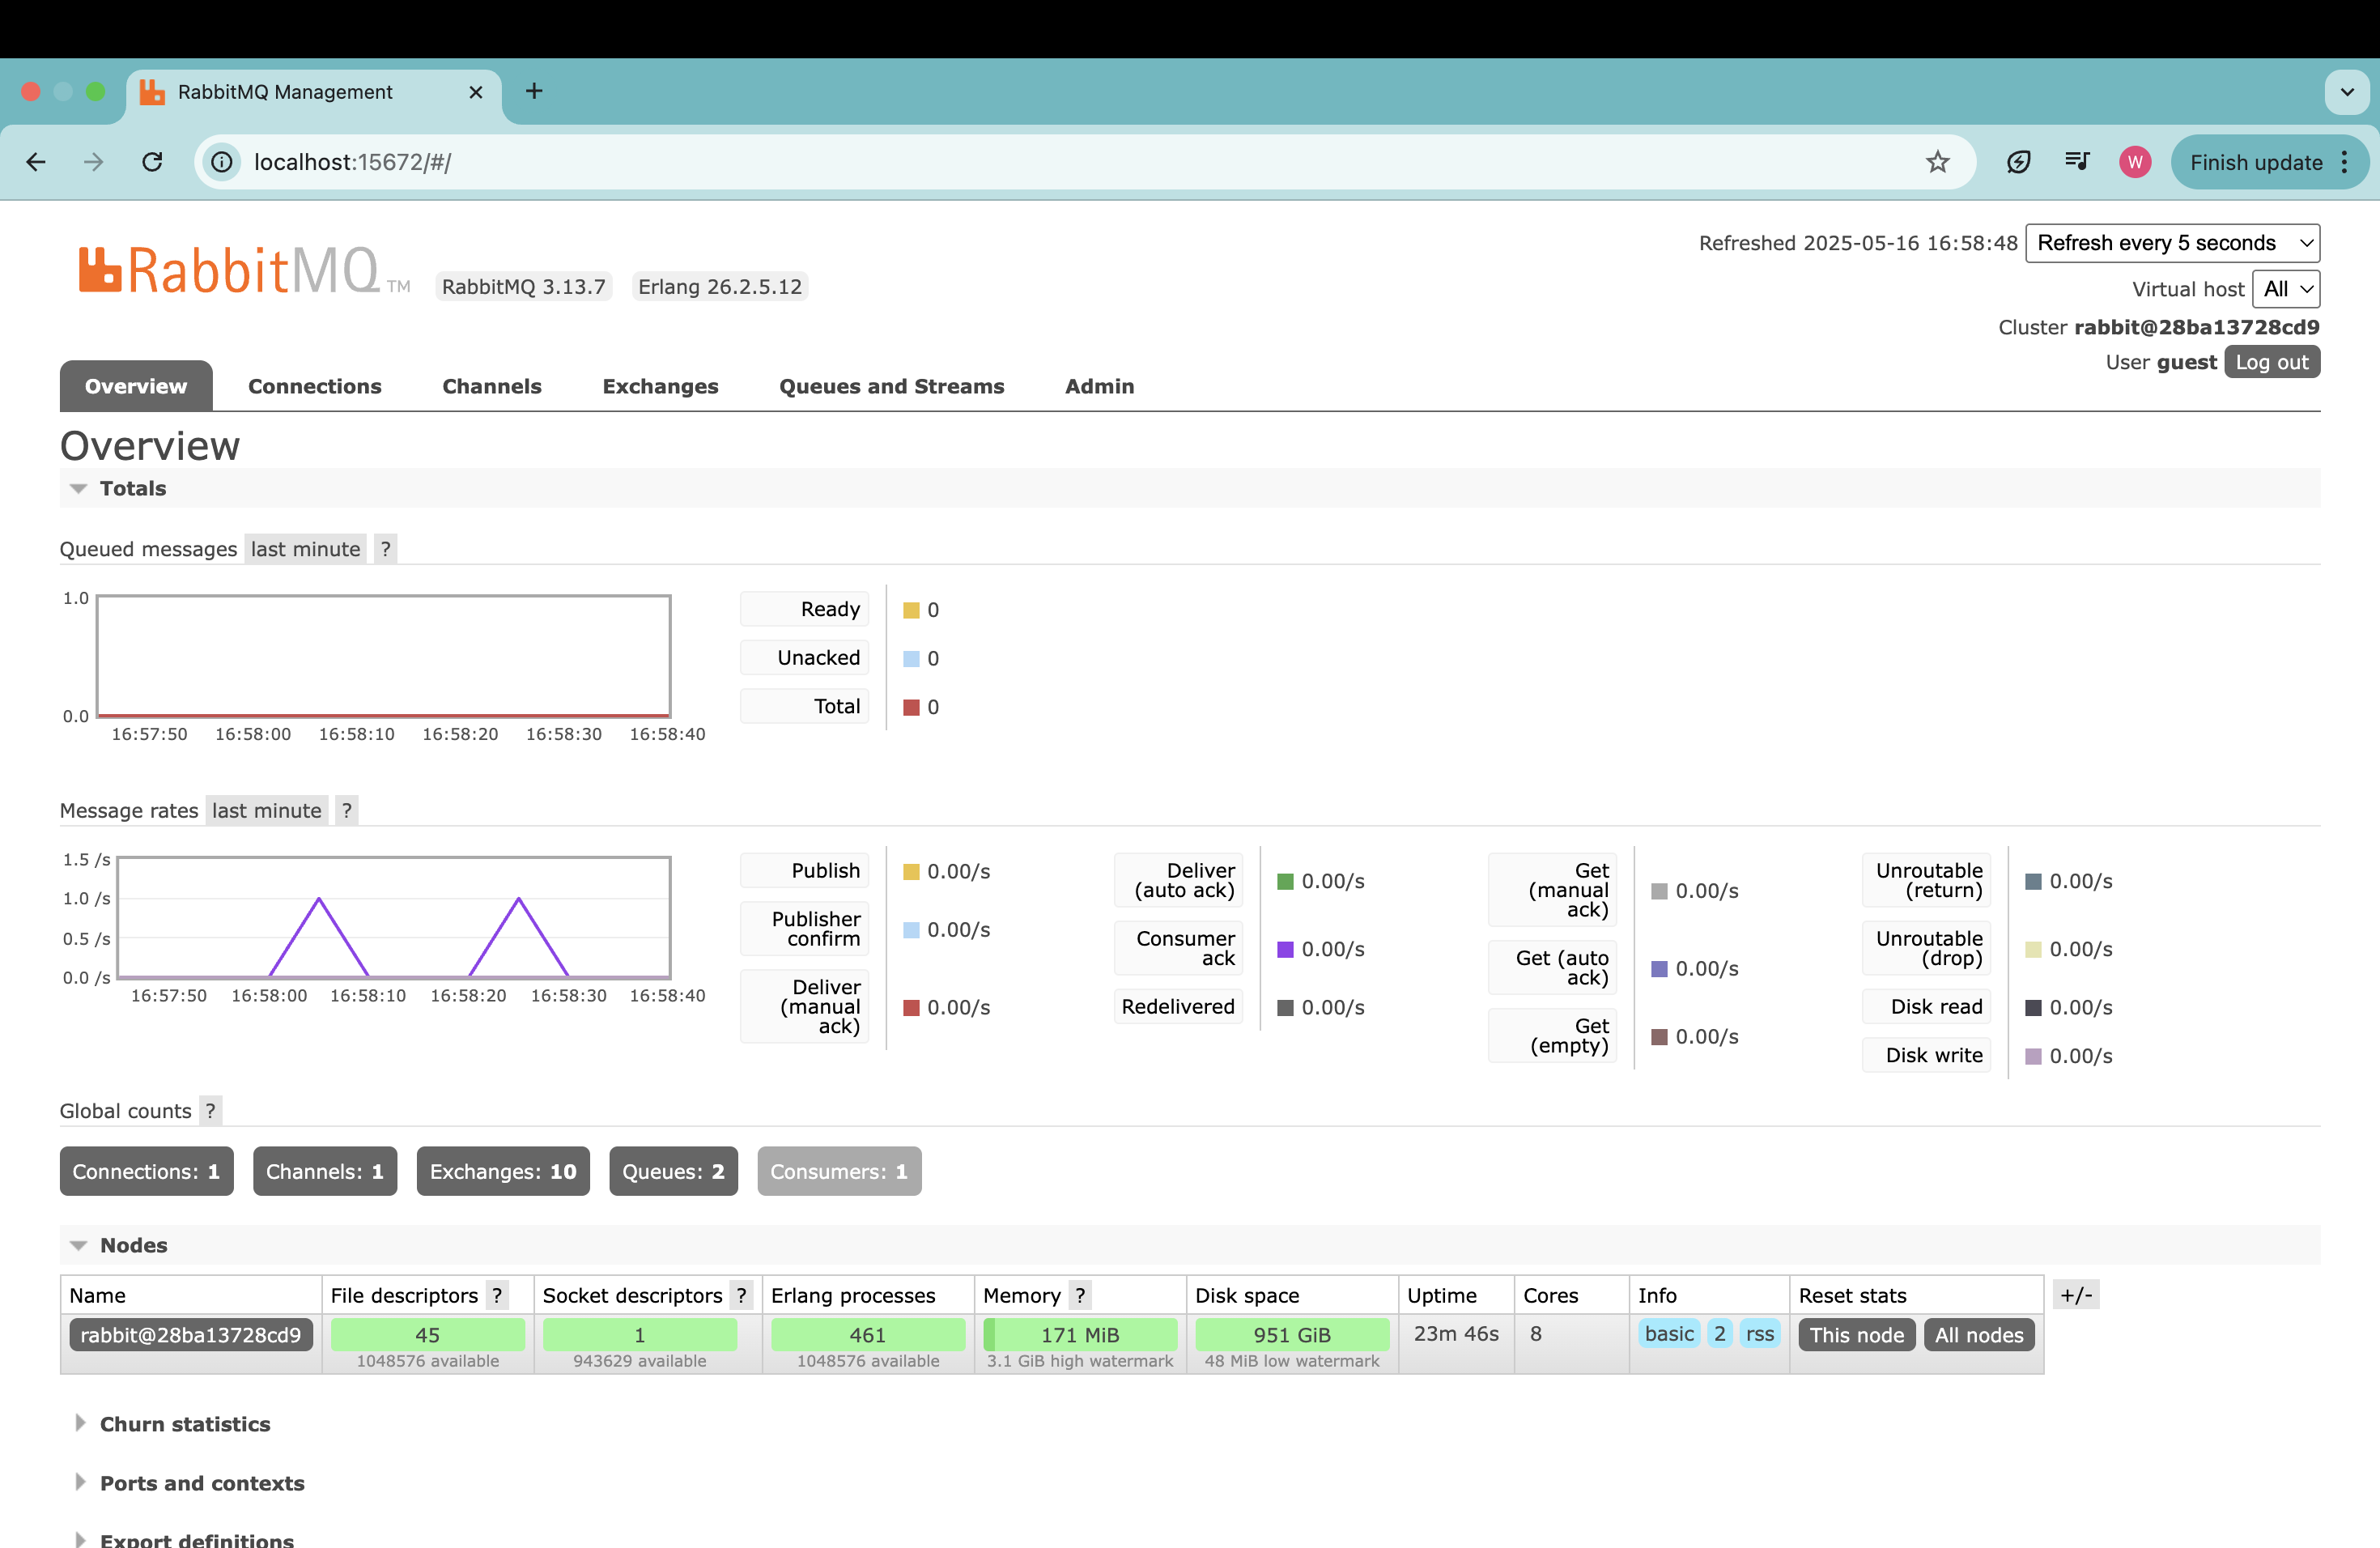 RabbitMQ Management
localhost:15672/#/
W
Finish update
RabbitMQ TM
RabbitMQ 3.13.7 Erlang 26.2.5.12
Refreshed 2025-05-16 16:58:48 Refresh every 5 seconds
Virtual host All
Cluster rabbit@28ba13728cd9
User guest Log out
Overview Connections Channels Exchanges Queues and Streams Admin
Overview
Totals
Queued messages last minute ?
1.0
0.0
16:57:50 16:58:00 16:58:10 16:58:20 16:58:30 16:58:40
Ready 0
Unacked 0
Total 0
Message rates last minute ?
1.5 /s
1.0 /s
0.5 /s
0.0 /s
16:57:50 16:58:00 16:58:10 16:58:20 16:58:30 16:58:40
Publish 0.00/s
Publisher
confirm 0.00/s
Deliver
(manual 0.00/s
ack)
Deliver
(auto ack) 0.00/s
Consumer
ack 0.00/s
Redelivered 0.00/s
Get
(manual 0.00/s
ack)
Get (auto
ack) 0.00/s
Get
(empty) 0.00/s
Unroutable
(return) 0.00/s
Unroutable
(drop) 0.00/s
Disk read 0.00/s
Disk write 0.00/s
Global counts ?
Connections: 1 Channels: 1 Exchanges: 10 Queues: 2 Consumers: 1
Nodes
Name File descriptors ? Socket descriptors ? Erlang processes Memory ? Disk space Uptime Cores Info Reset stats +/-
rabbit@28ba13728cd9 45 1 461 171 MiB 951 GiB 23m 46s 8 basic 2 rss This node All nodes
1048576 available 943629 available 1048576 available 3.1 GiB high watermark 48 MiB low watermark
Churn statistics
Ports and contexts
Export definitions